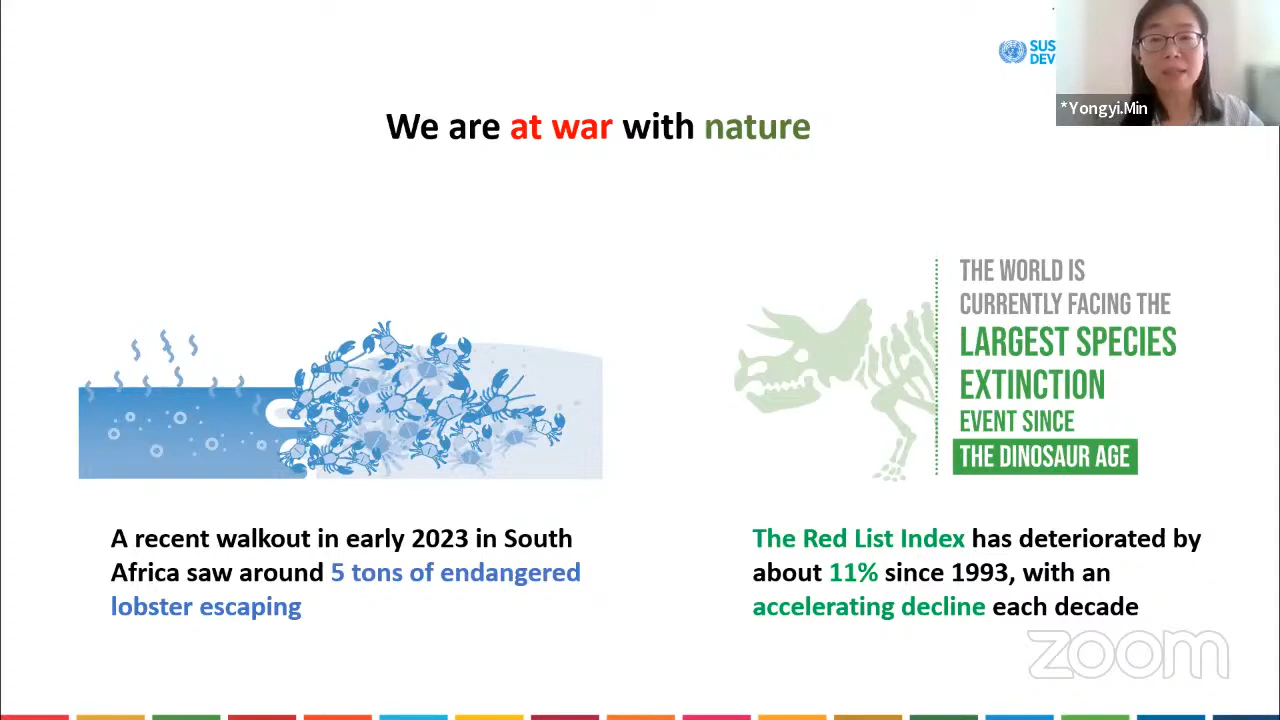 SUS
DEV
*Yongyi.Min
We are at war with nature
THE WORLD IS
CURRENTLY FACING THE
LARGEST SPECIES
EXTINCTION
EVENT SINCE
THE DINOSAUR AGE
A recent walkout in early 2023 in South
Africa saw around 5 tons of endangered
lobster escaping
The Red List Index has deteriorated by
about 11% since 1993, with an
accelerating decline each decade
zoom